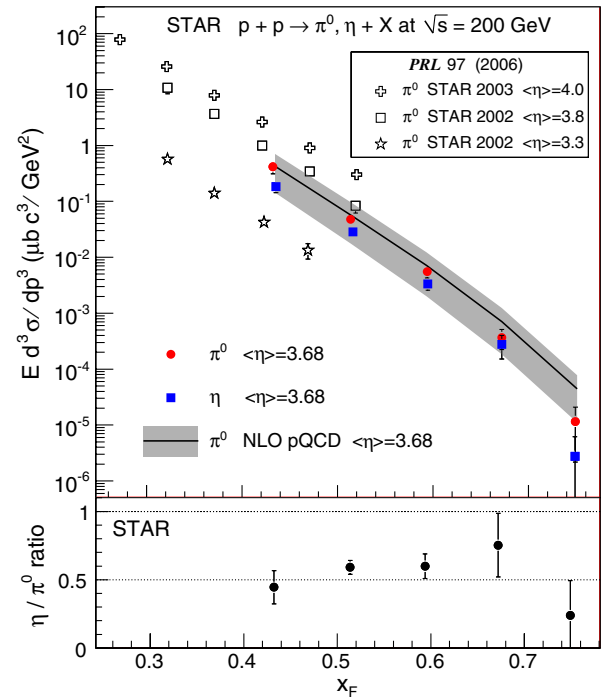 STAR p + p → π⁰, η + X at √s = 200 GeV
PRL 97 (2006)
π⁰ STAR 2003 <η>=4.0
π⁰ STAR 2002 <η>=3.8
π⁰ STAR 2002 <η>=3.3
E d³σ/dp³ (μb c³/GeV²)
10²
10
1
10⁻¹
10⁻²
10⁻³
10⁻⁴
10⁻⁵
10⁻⁶
π⁰ <η>=3.68
η <η>=3.68
π⁰ NLO pQCD <η>=3.68
STAR
η / π⁰ ratio
1
0.5
0
0.3 0.4 0.5 0.6 0.7
x_F